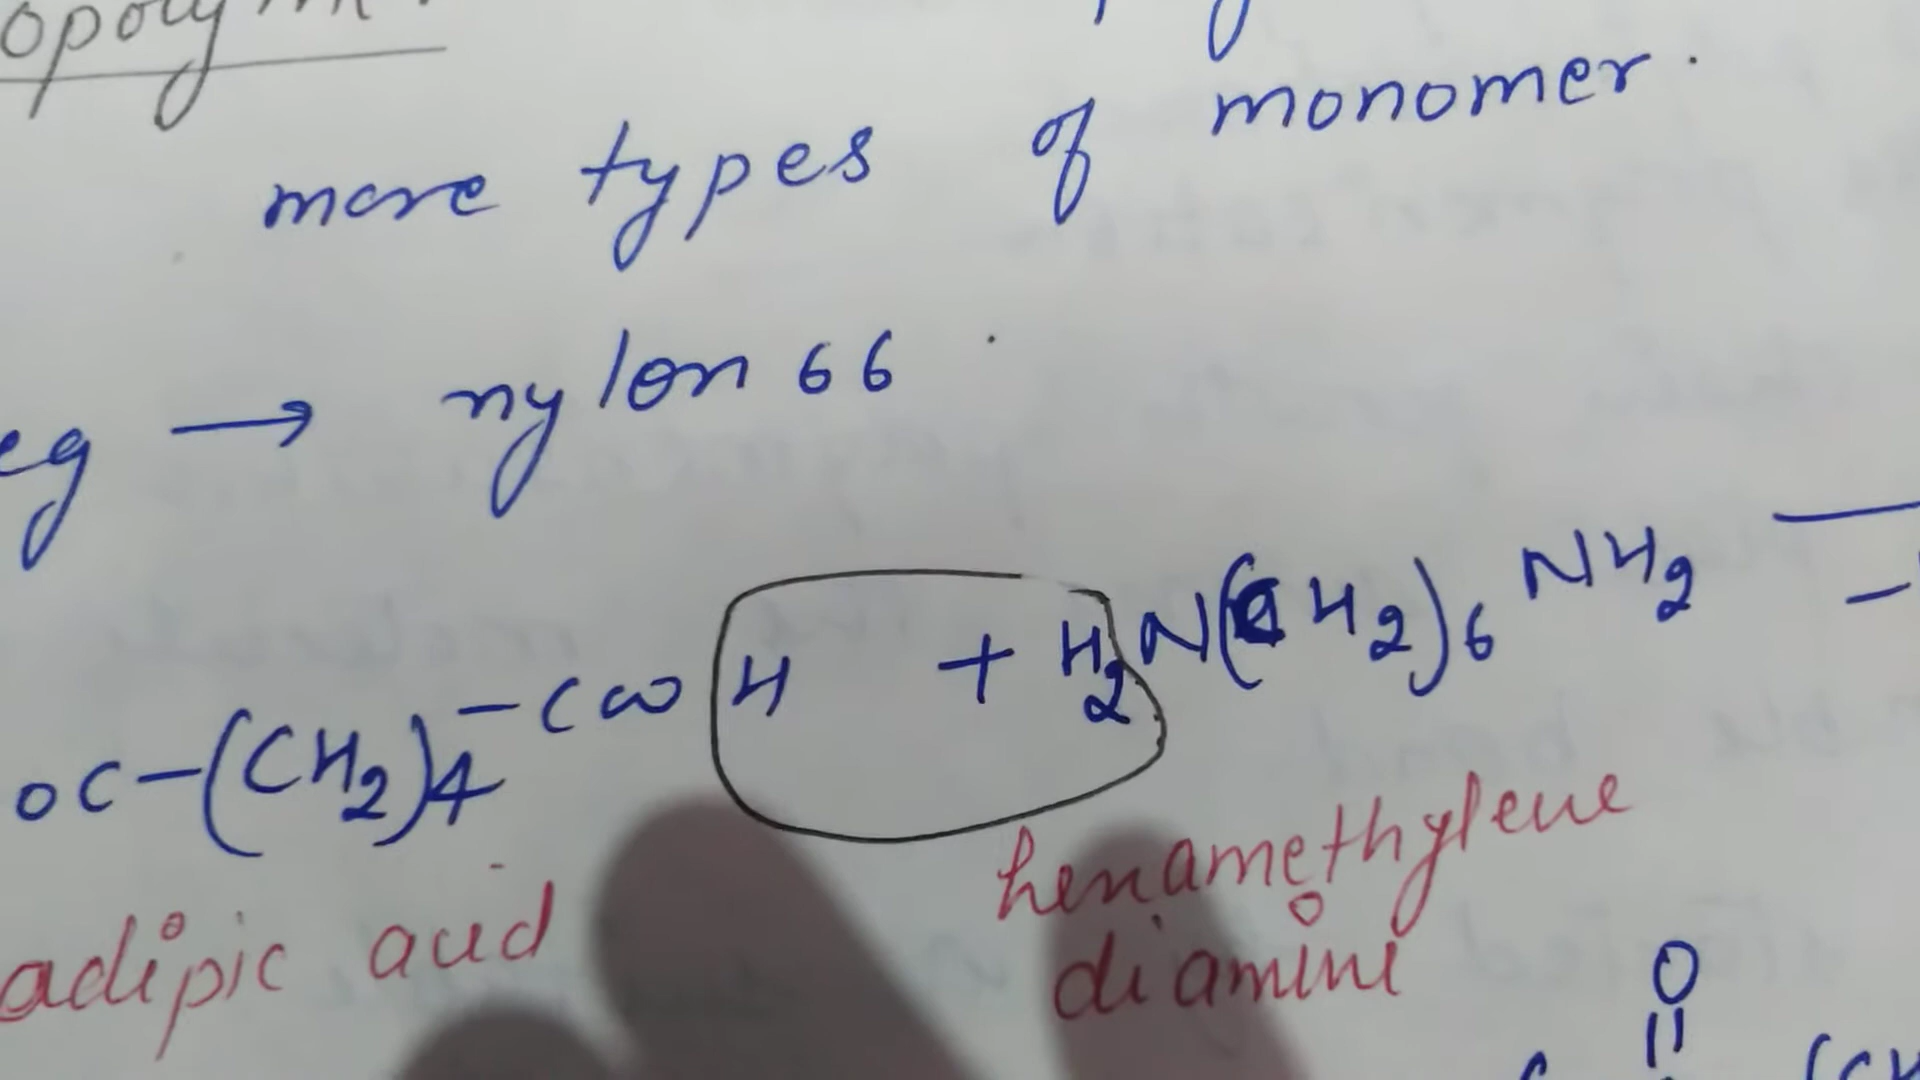 more types of monomer.
eg → nylon 66
OC-(CH2)4-COOH + H2N(CH2)6NH2
adipic acid
hexamethylene
diamine
O